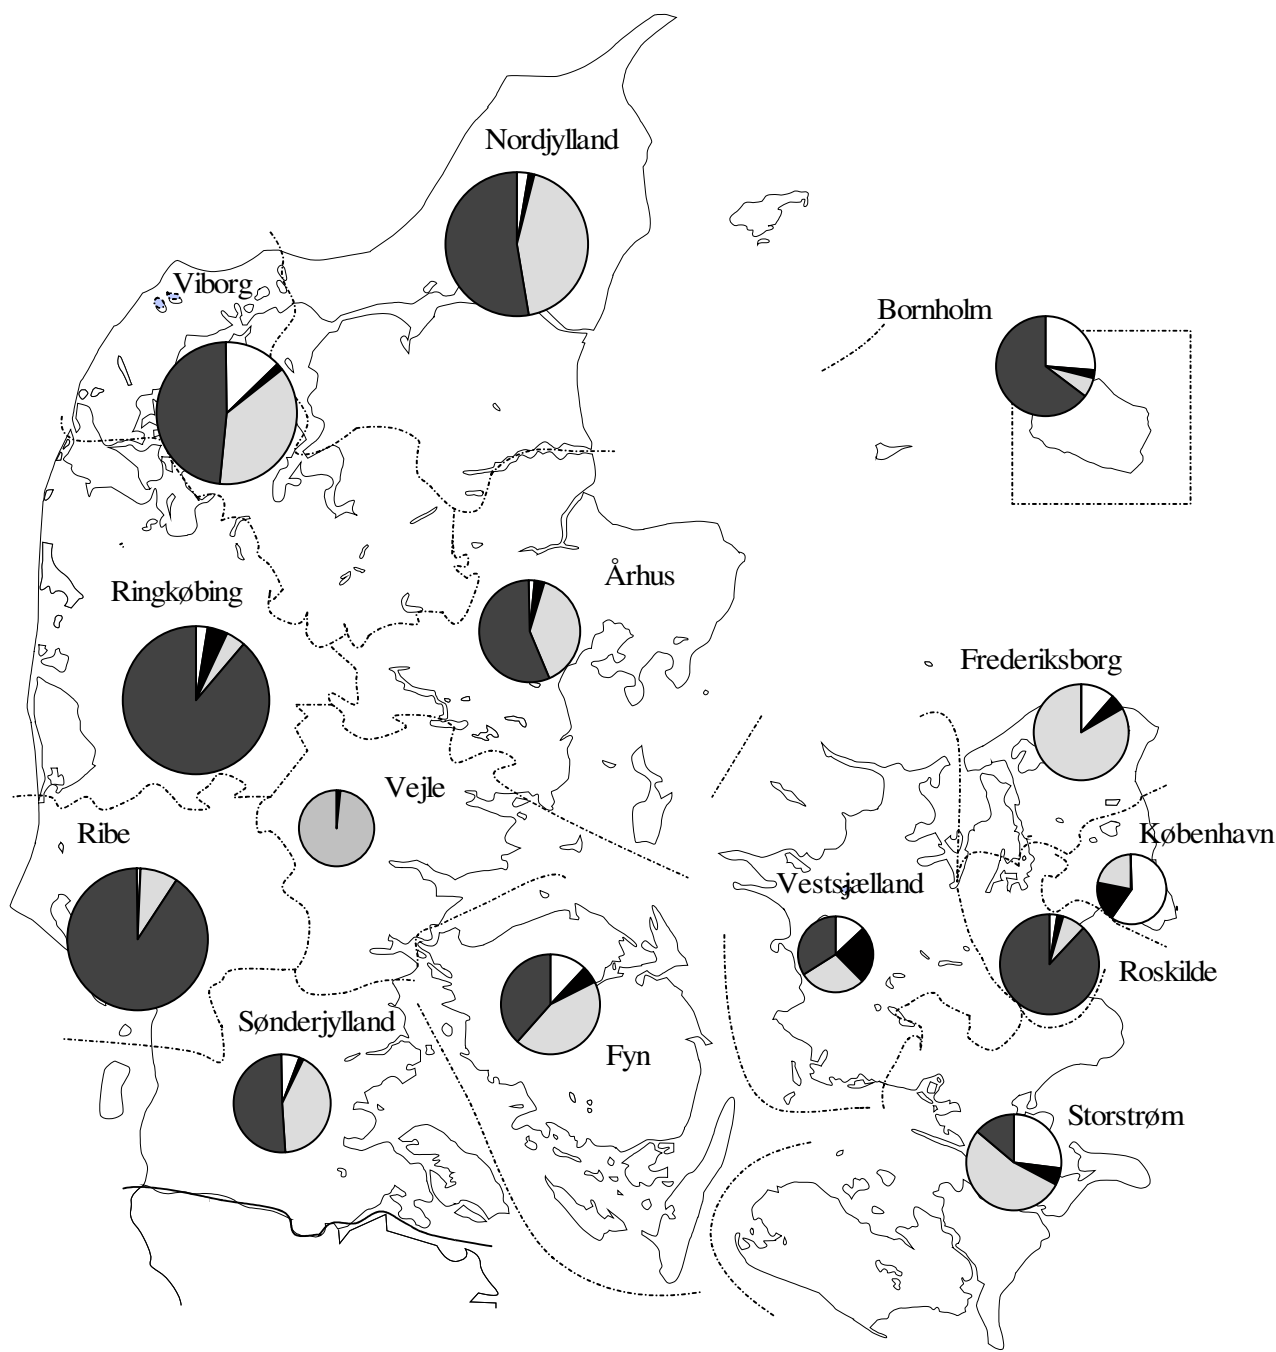 Nordjylland
Viborg
Bornholm
Århus
Ringkøbing
Frederiksborg
Vejle
Ribe
København
Vestsjælland
Roskilde
Sønderjylland
Fyn
Storstrøm